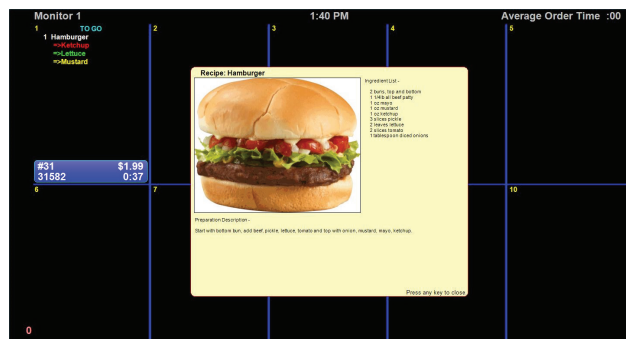 Monitor 1 1:40 PM Average Order Time :00
1 TO GO 2 3 4 5
1 Hamburger
=>Ketchup
=>Lettuce
=>Mustard
#31 $1.99
31582 0:37
6 7 10
Recipe: Hamburger
Ingredient List -
2 buns, top and bottom
1 1/4lb all beef patty
1 oz mayo
1 oz mustard
1 oz ketchup
3 slices pickle
2 leaves lettuce
2 slices tomato
1 tablespoon diced onions
Preparation Description -
Start with bottom bun, add beef, pickle, lettuce, tomato and top with onion, mustard, mayo, ketchup.
Press any key to close
0